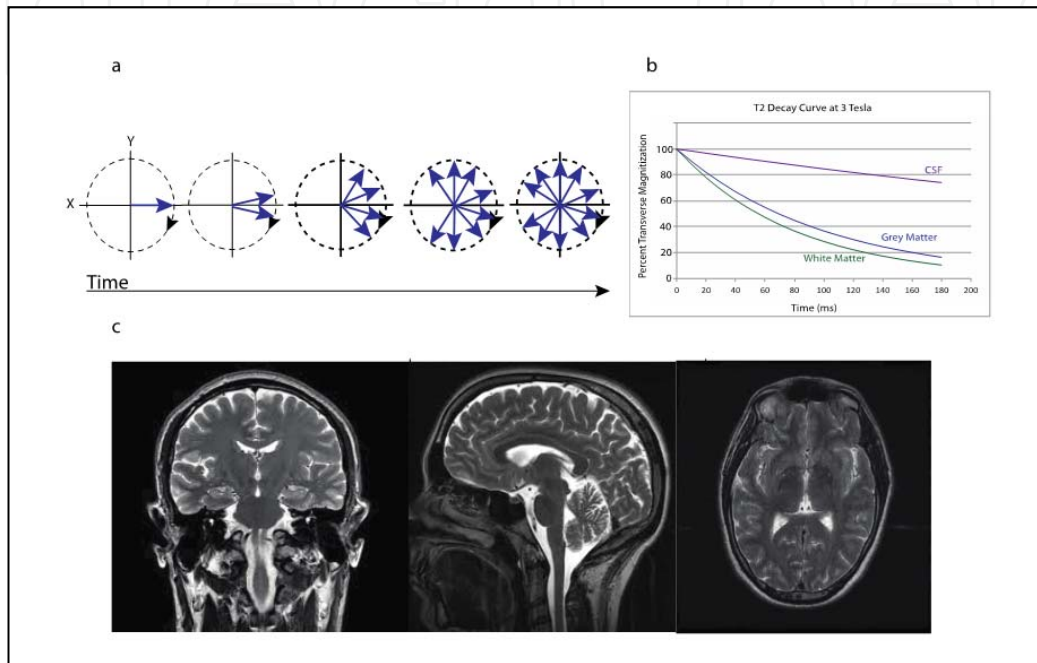 a
Y
X
Time
b
T2 Decay Curve at 3 Tesla
Percent Transverse Magnitization
100
80
60
40
20
0
CSF
Grey Matter
White Matter
0 20 40 60 80 100 120 140 160 180 200
Time (ms)
c